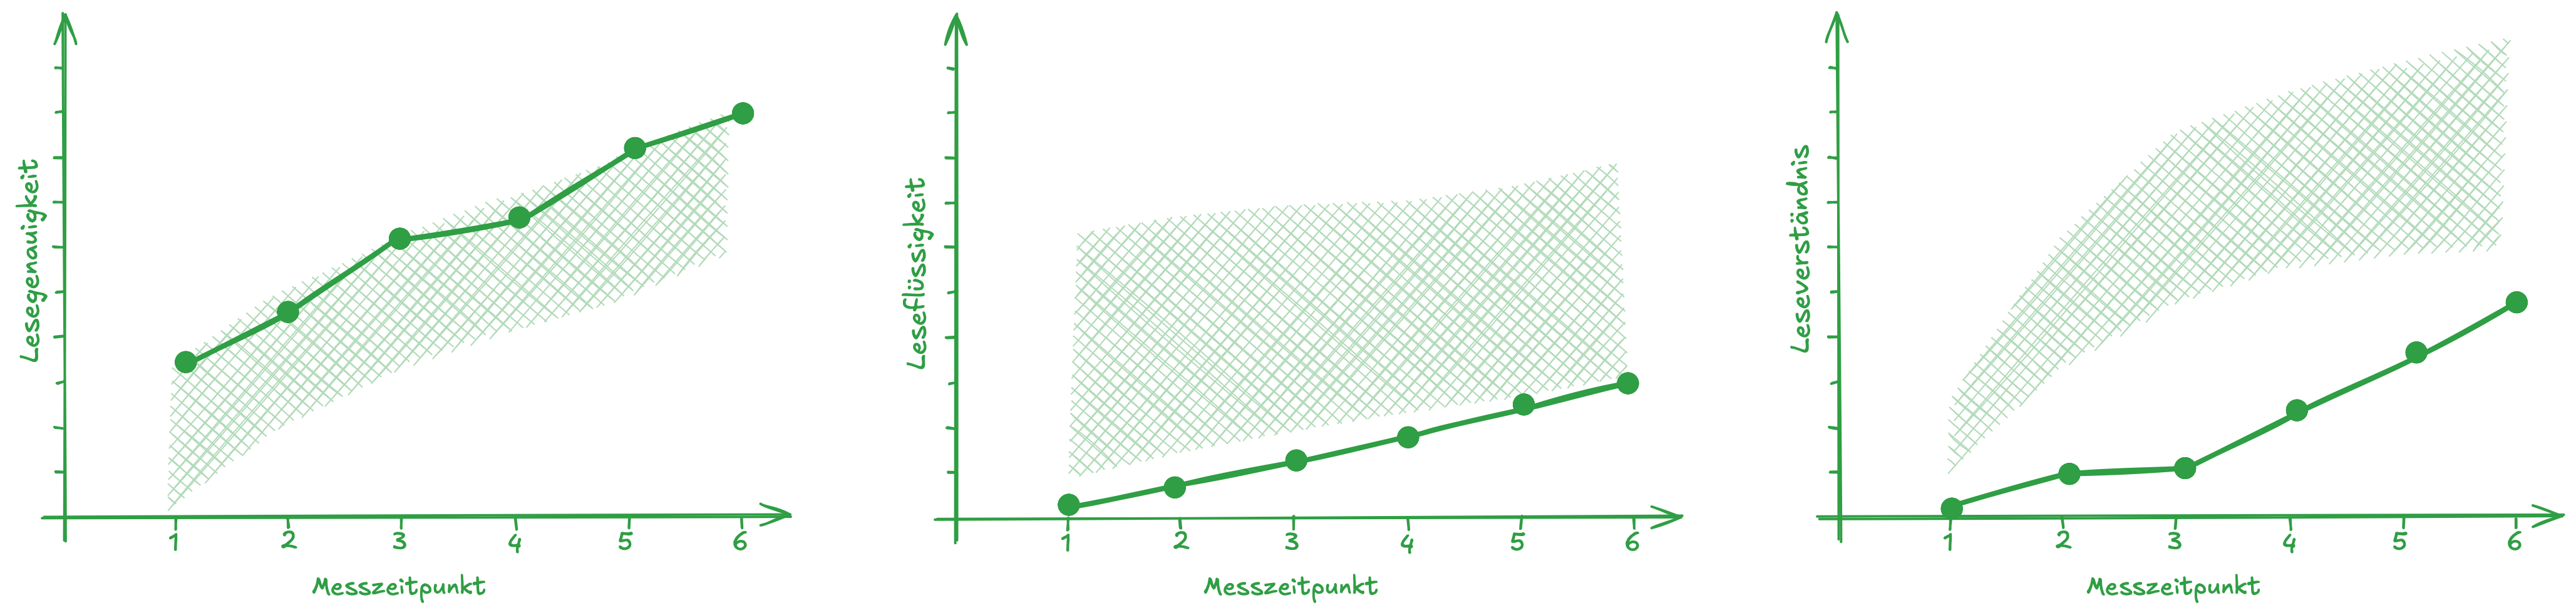 Lesegenauigkeit
1 2 3 4 5 6
Messzeitpunkt
Leseflüssigkeit
1 2 3 4 5 6
Messzeitpunkt
Leseverständnis
1 2 3 4 5 6
Messzeitpunkt